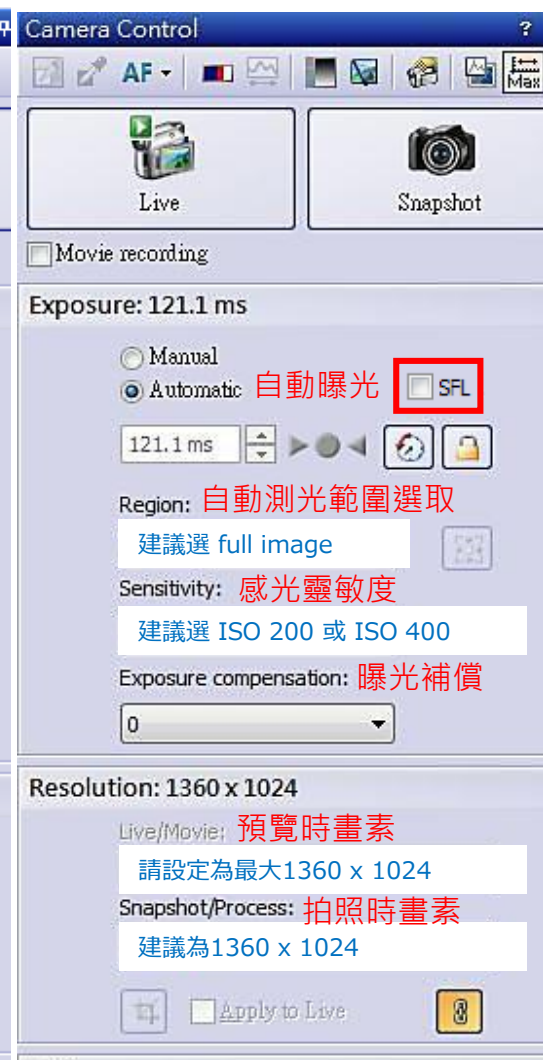 Camera Control ?
AF Max
Live Snapshot
Movie recording
Exposure: 121.1 ms
Manual
Automatic 自動曝光 SFL
121.1 ms
Region: 自動測光範圍選取
建議選 full image
Sensitivity: 感光靈敏度
建議選 ISO 200 或 ISO 400
Exposure compensation: 曝光補償
0
Resolution: 1360 x 1024
Live/Movie: 預覽時畫素
請設定為最大1360 x 1024
Snapshot/Process: 拍照時畫素
建議為1360 x 1024
Apply to Live